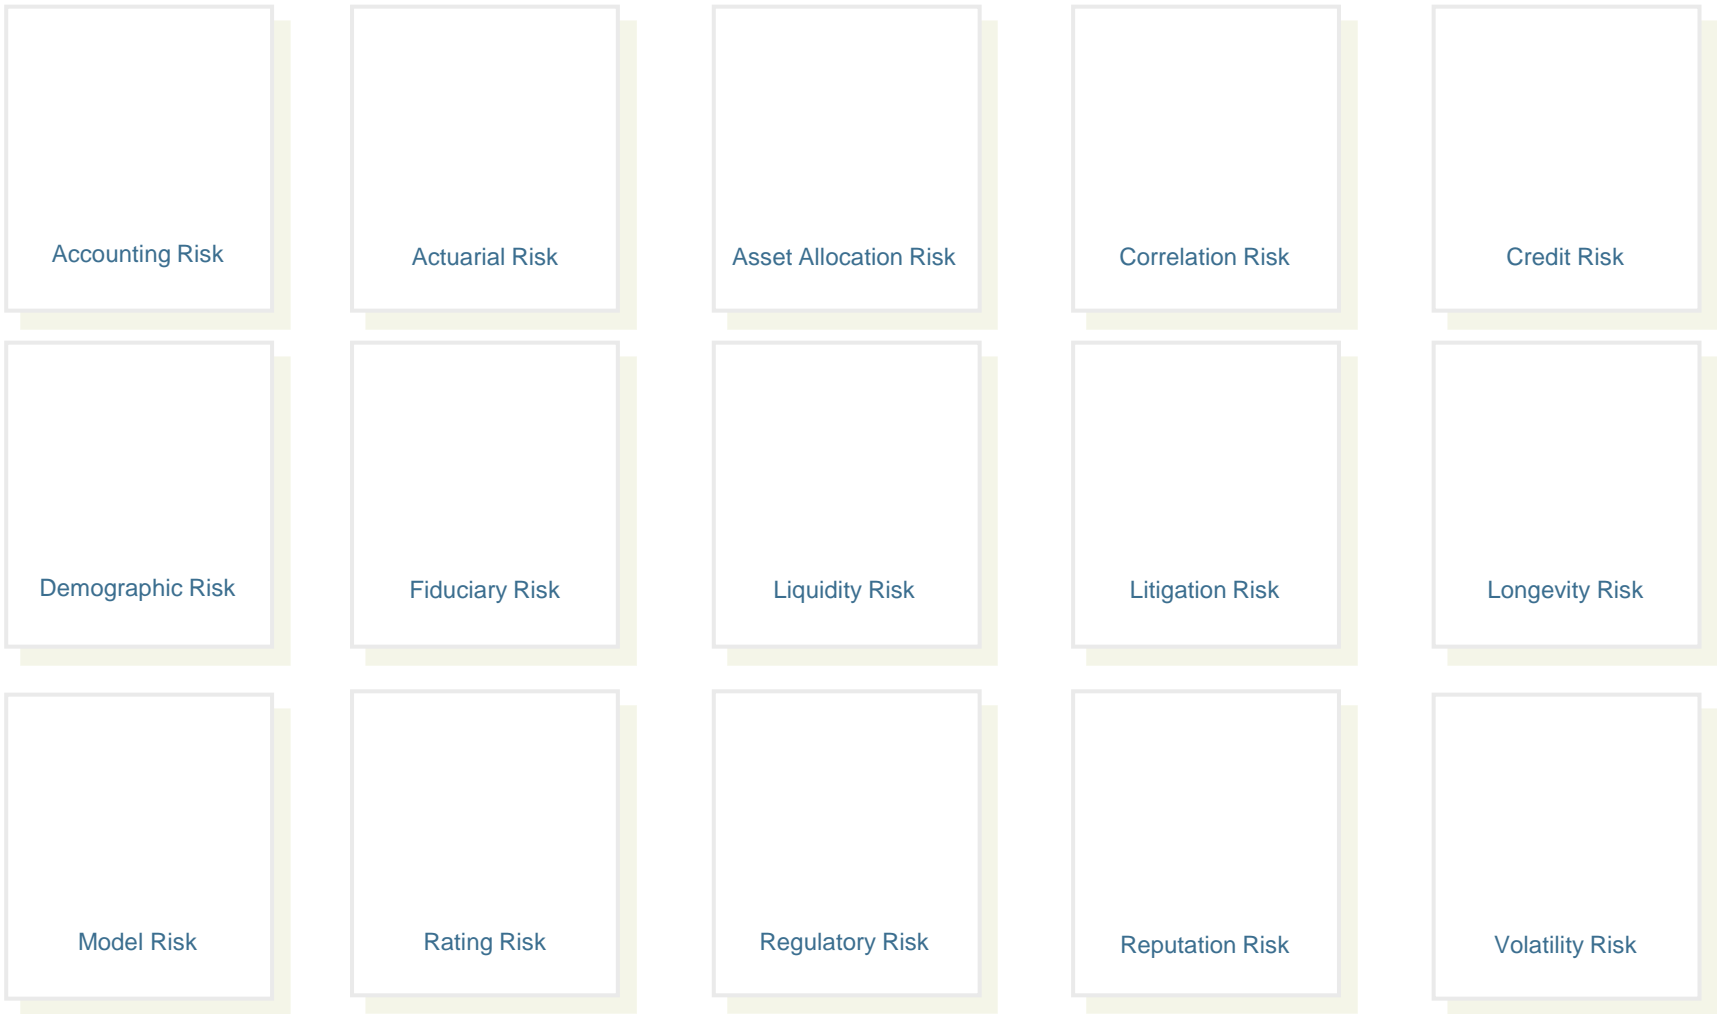 Accounting Risk
Actuarial Risk
Asset Allocation Risk
Correlation Risk
Credit Risk
Demographic Risk
Fiduciary Risk
Liquidity Risk
Litigation Risk
Longevity Risk
Model Risk
Rating Risk
Regulatory Risk
Reputation Risk
Volatility Risk